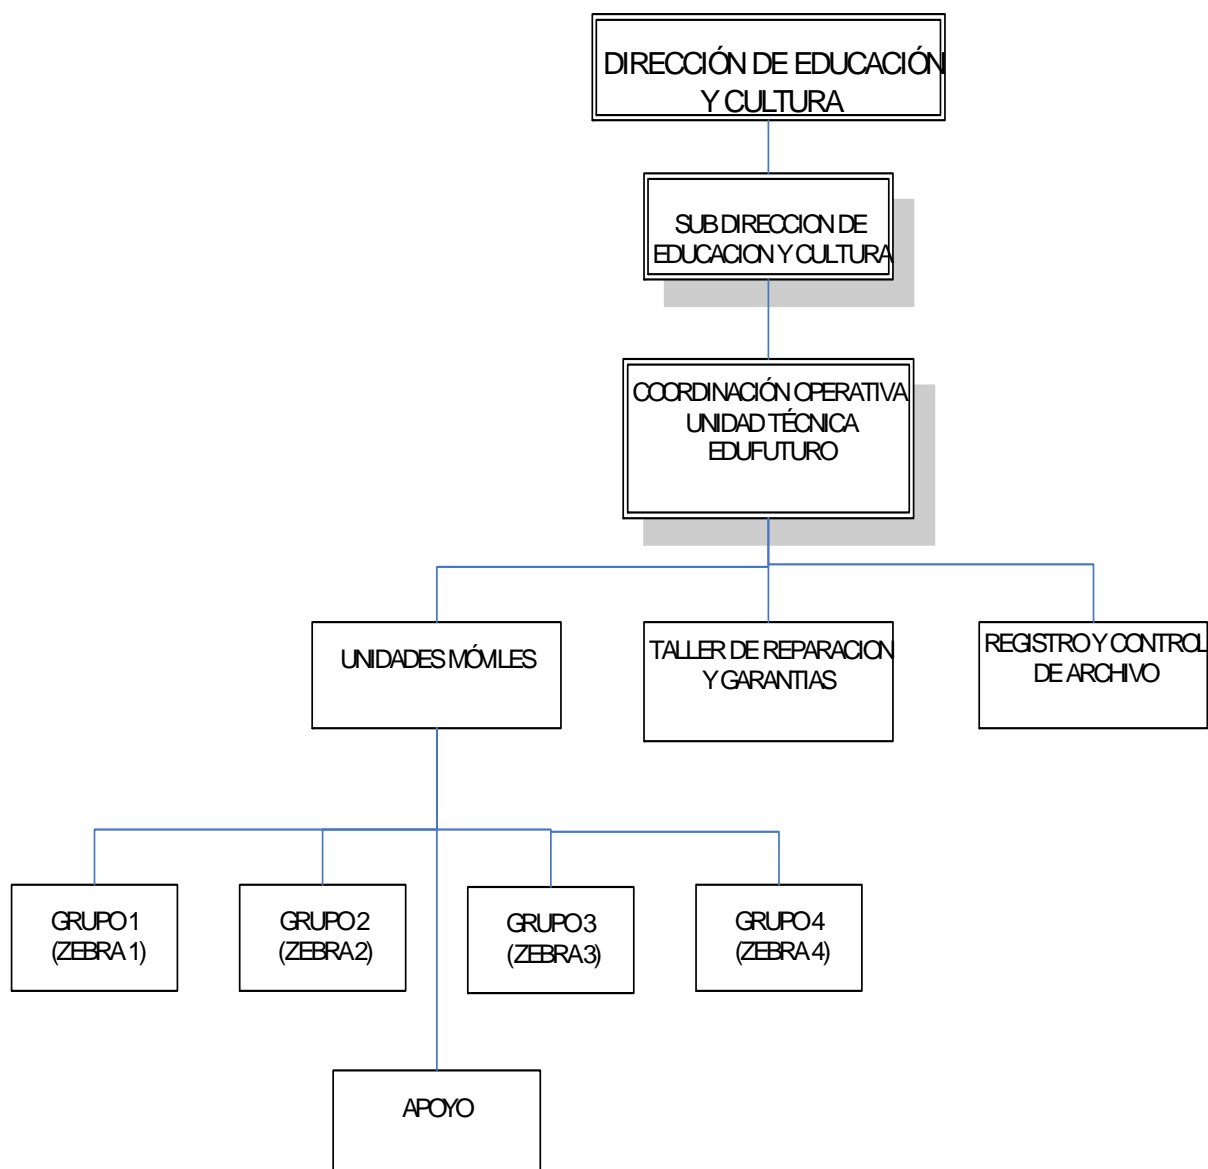 DIRECCIÓN DE EDUCACIÓN
Y CULTURA
SUB DIRECCION DE
EDUCACION Y CULTURA
COORDINACIÓN OPERATIVA
UNIDAD TÉCNICA
EDUFUTURO
UNIDADES MÓVILES
TALLER DE REPARACION
Y GARANTIAS
REGISTRO Y CONTROL
DE ARCHIVO
GRUPO 1
(ZEBRA 1)
GRUPO 2
(ZEBRA 2)
GRUPO 3
(ZEBRA 3)
GRUPO 4
(ZEBRA 4)
APOYO